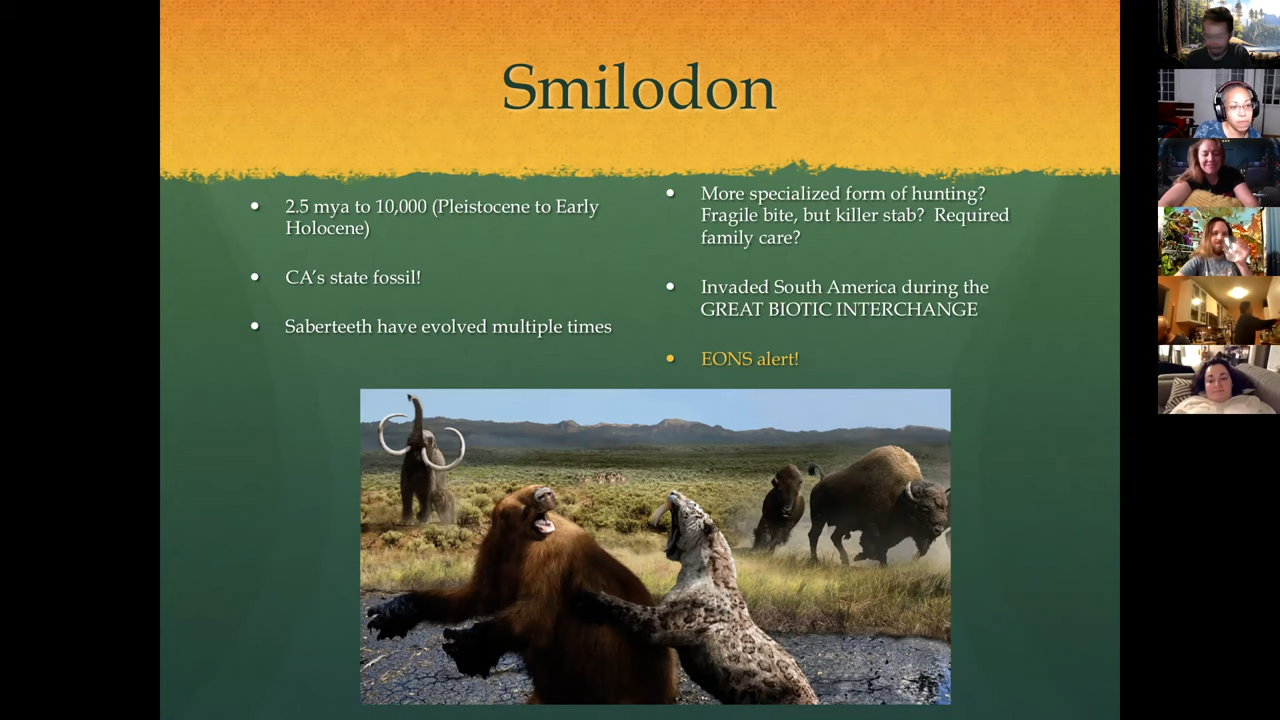 Smilodon
2.5 mya to 10,000 (Pleistocene to Early
Holocene)
CA's state fossil!
Saberteeth have evolved multiple times
More specialized form of hunting?
Fragile bite, but killer stab?  Required
family care?
Invaded South America during the
GREAT BIOTIC INTERCHANGE
EONS alert!